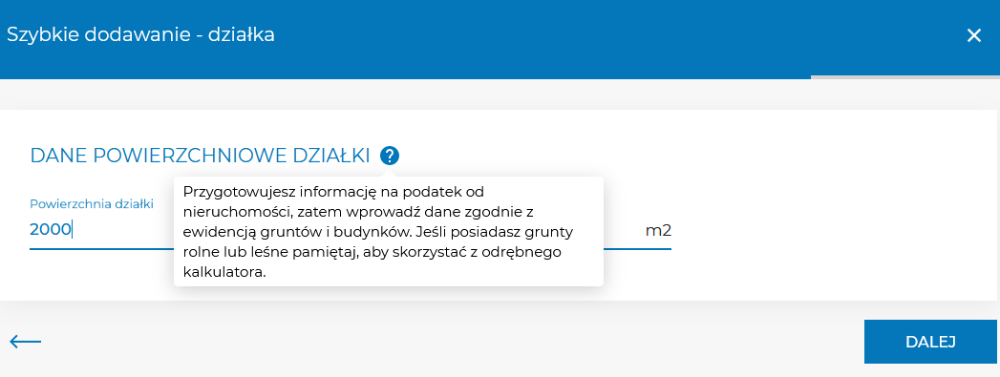 Szybkie dodawanie - działka
DANE POWIERZCHNIOWE DZIAŁKI ?
Przygotowujesz informację na podatek od
nieruchomości, zatem wprowadź dane zgodnie z
ewidencją gruntów i budynków. Jeśli posiadasz grunty
rolne lub leśne pamiętaj, aby skorzystać z odrębnego
kalkulatora.
Powierzchnia działki
2000
m2
DALEJ